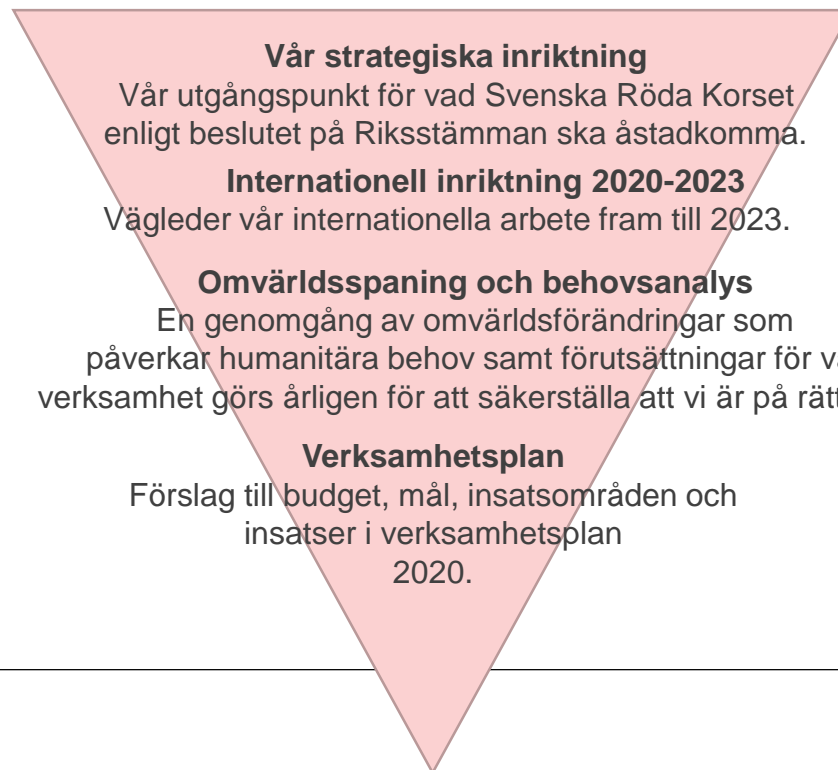 Vår strategiska inriktning
Vår utgångspunkt för vad Svenska Röda Korset
enligt beslutet på Riksstämman ska åstadkomma.
Internationell inriktning 2020-2023
Vägleder vår internationella arbete fram till 2023.
Omvärldsspaning och behovsanalys
En genomgång av omvärldsförändringar som
påverkar humanitära behov samt förutsättningar för
verksamhet görs årligen för att säkerställa att vi är på
Verksamhetsplan
Förslag till budget, mål, insatsområden och
insatser i verksamhetsplan
2020.